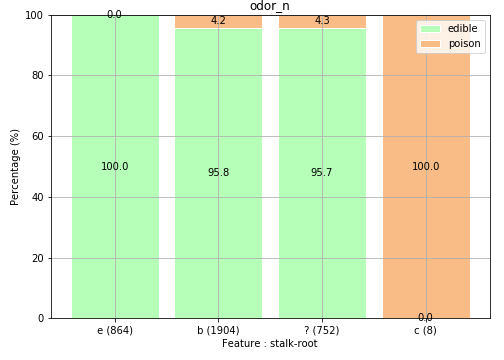 odor_n
edible
poison
Percentage (%)
100
80
60
40
20
0
0.0
4.2
4.3
100.0
95.8
95.7
100.0
0.0
e (864)
b (1904)
? (752)
c (8)
Feature : stalk-root